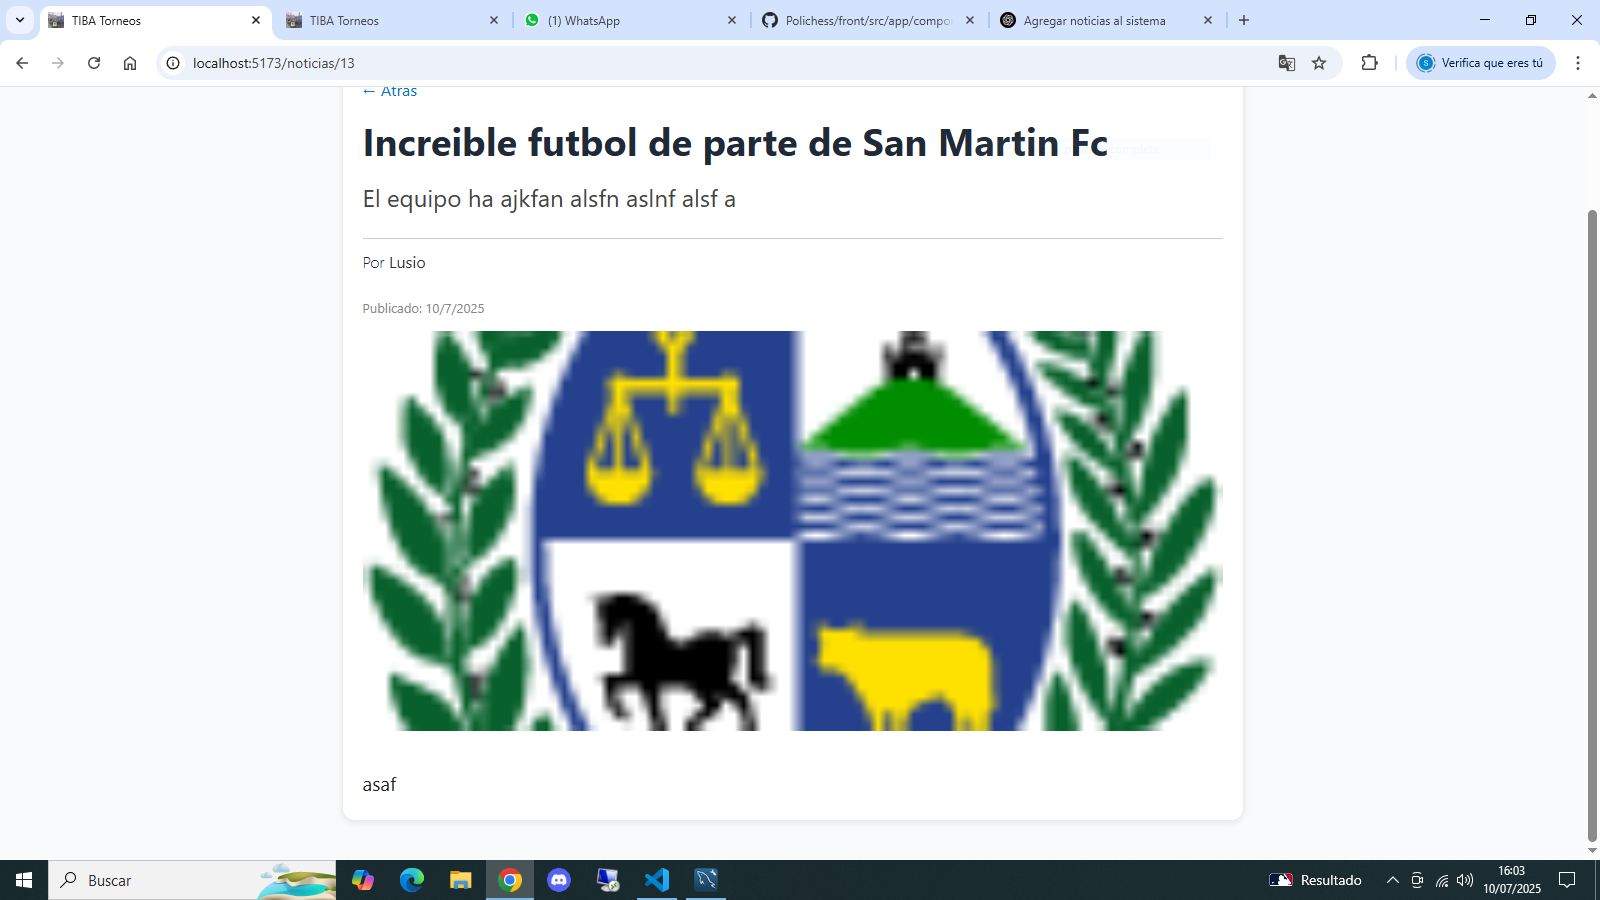 TIBA Torneos
TIBA Torneos
(1) WhatsApp
Polichess/front/src/app/compo
Agregar noticias al sistema
localhost:5173/noticias/13
Verifica que eres tú
← Atras
Increible futbol de parte de San Martin Fc
El equipo ha ajkfan alsfn aslnf alsf a
Por Lusio
Publicado: 10/7/2025
asaf
Buscar
Resultado
16:03
10/07/2025